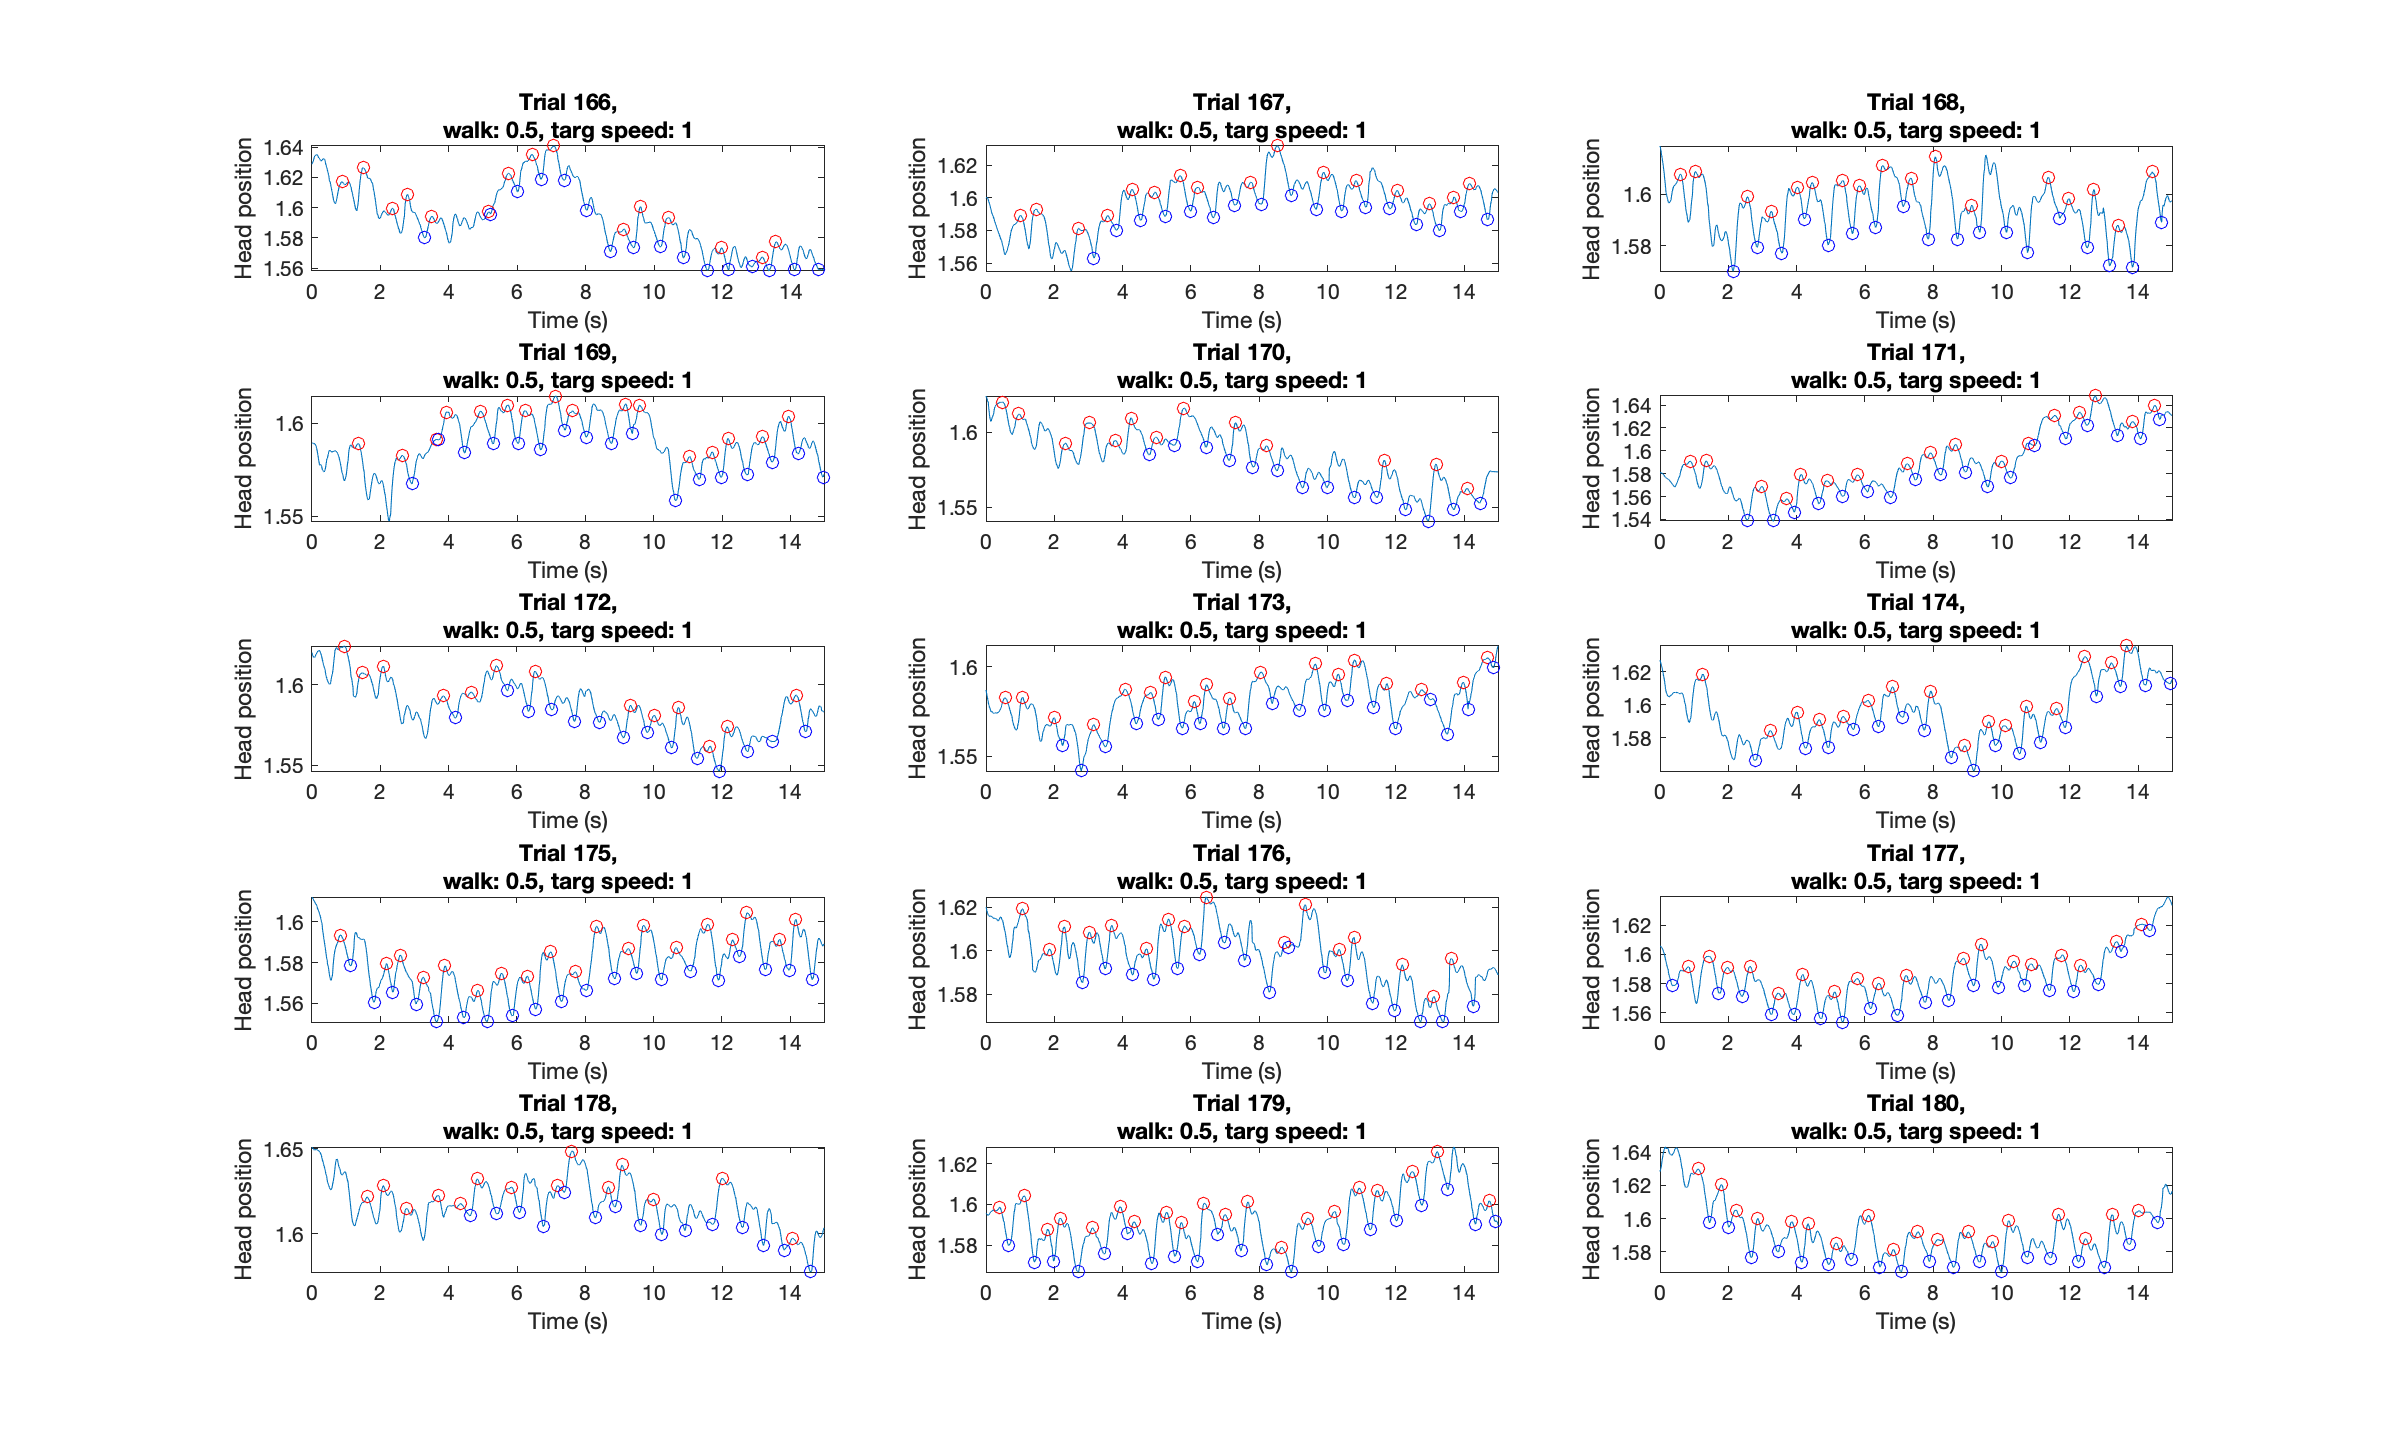 Trial 166,
walk: 0.5, targ speed: 1
Head position
1.64
1.62
1.6
1.58
1.56
0 2 4 6 8 10 12 14
Time (s)
Trial 167,
walk: 0.5, targ speed: 1
Head position
1.62
1.6
1.58
1.56
0 2 4 6 8 10 12 14
Time (s)
Trial 168,
walk: 0.5, targ speed: 1
Head position
1.6
1.58
0 2 4 6 8 10 12 14
Time (s)
Trial 169,
walk: 0.5, targ speed: 1
Head position
1.6
1.55
0 2 4 6 8 10 12 14
Time (s)
Trial 170,
walk: 0.5, targ speed: 1
Head position
1.6
1.55
0 2 4 6 8 10 12 14
Time (s)
Trial 171,
walk: 0.5, targ speed: 1
Head position
1.64
1.62
1.6
1.58
1.56
1.54
0 2 4 6 8 10 12 14
Time (s)
Trial 172,
walk: 0.5, targ speed: 1
Head position
1.6
1.55
0 2 4 6 8 10 12 14
Time (s)
Trial 173,
walk: 0.5, targ speed: 1
Head position
1.6
1.55
0 2 4 6 8 10 12 14
Time (s)
Trial 174,
walk: 0.5, targ speed: 1
Head position
1.62
1.6
1.58
0 2 4 6 8 10 12 14
Time (s)
Trial 175,
walk: 0.5, targ speed: 1
Head position
1.6
1.58
1.56
0 2 4 6 8 10 12 14
Time (s)
Trial 176,
walk: 0.5, targ speed: 1
Head position
1.62
1.6
1.58
0 2 4 6 8 10 12 14
Time (s)
Trial 177,
walk: 0.5, targ speed: 1
Head position
1.62
1.6
1.58
1.56
0 2 4 6 8 10 12 14
Time (s)
Trial 178,
walk: 0.5, targ speed: 1
Head position
1.65
1.6
0 2 4 6 8 10 12 14
Time (s)
Trial 179,
walk: 0.5, targ speed: 1
Head position
1.62
1.6
1.58
0 2 4 6 8 10 12 14
Time (s)
Trial 180,
walk: 0.5, targ speed: 1
Head position
1.64
1.62
1.6
1.58
0 2 4 6 8 10 12 14
Time (s)